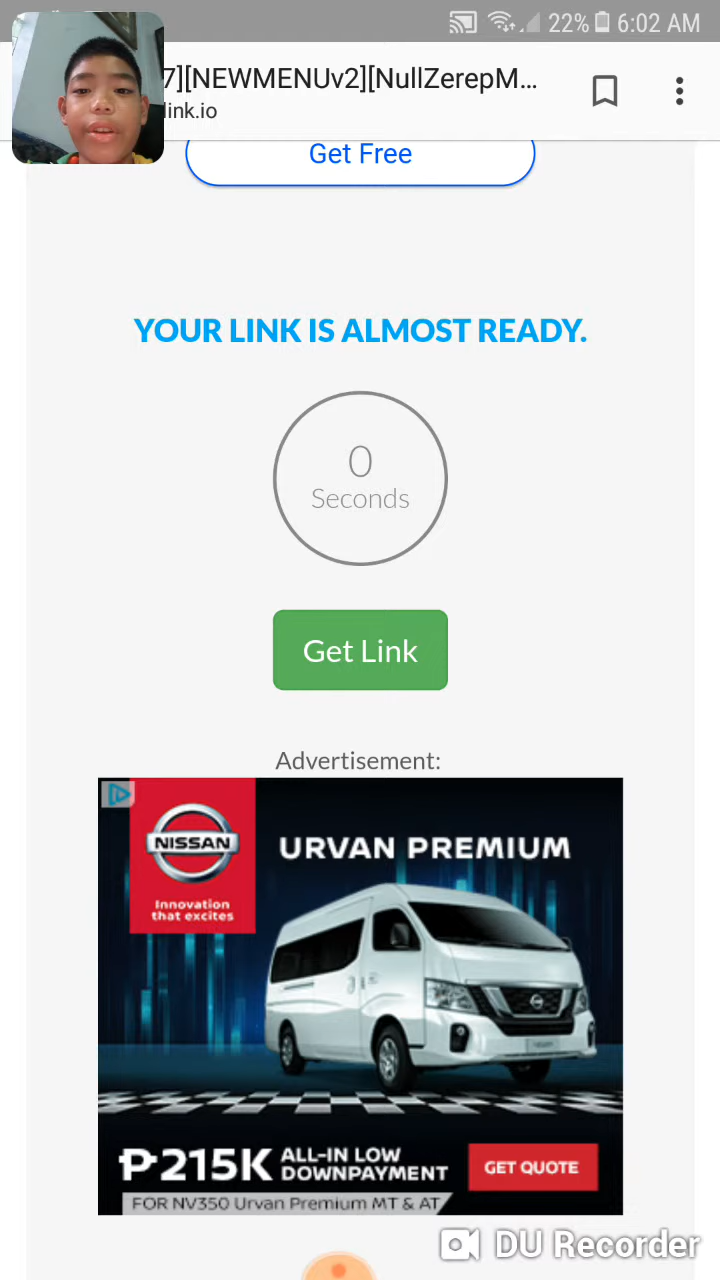 22% 6:02 AM
7][NEWMENUv2][NullZerepM...
link.io
Get Free
YOUR LINK IS ALMOST READY.
0
Seconds
Get Link
Advertisement:
NISSAN
Innovation
that excites
URVAN PREMIUM
₱215K ALL-IN LOW
DOWNPAYMENT
GET QUOTE
FOR NV350 Urvan Premium MT & AT
DU Recorder